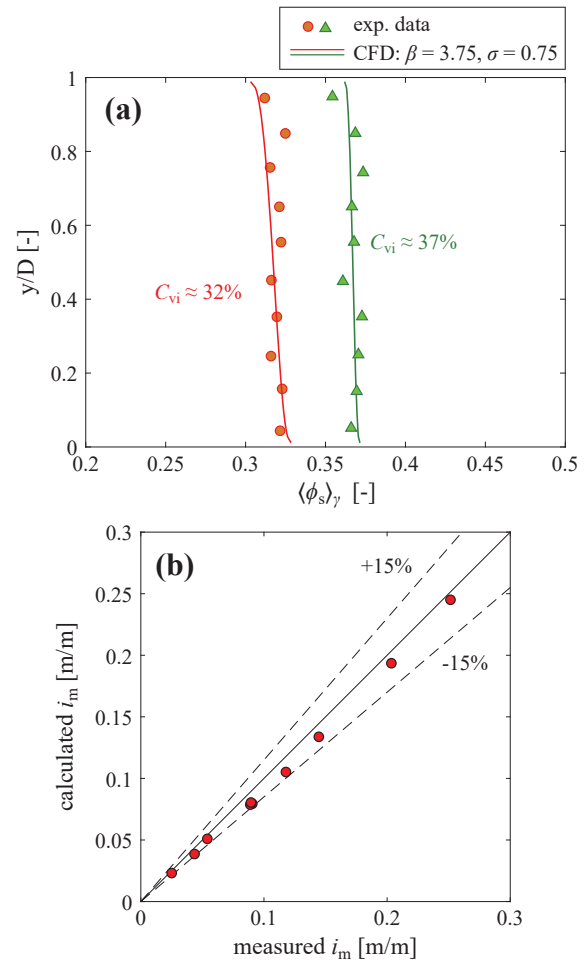 exp. data
CFD: β = 3.75, σ = 0.75
(a)
1
0.8
0.6
0.4
0.2
0
y/D [-]
C_vi ≈ 32%
C_vi ≈ 37%
0.2 0.25 0.3 0.35 0.4 0.45 0.5
⟨ϕ_s⟩_γ [-]
(b)
0.3
0.25
0.2
0.15
0.1
0.05
0
calculated i_m [m/m]
+15%
-15%
0 0.1 0.2 0.3
measured i_m [m/m]